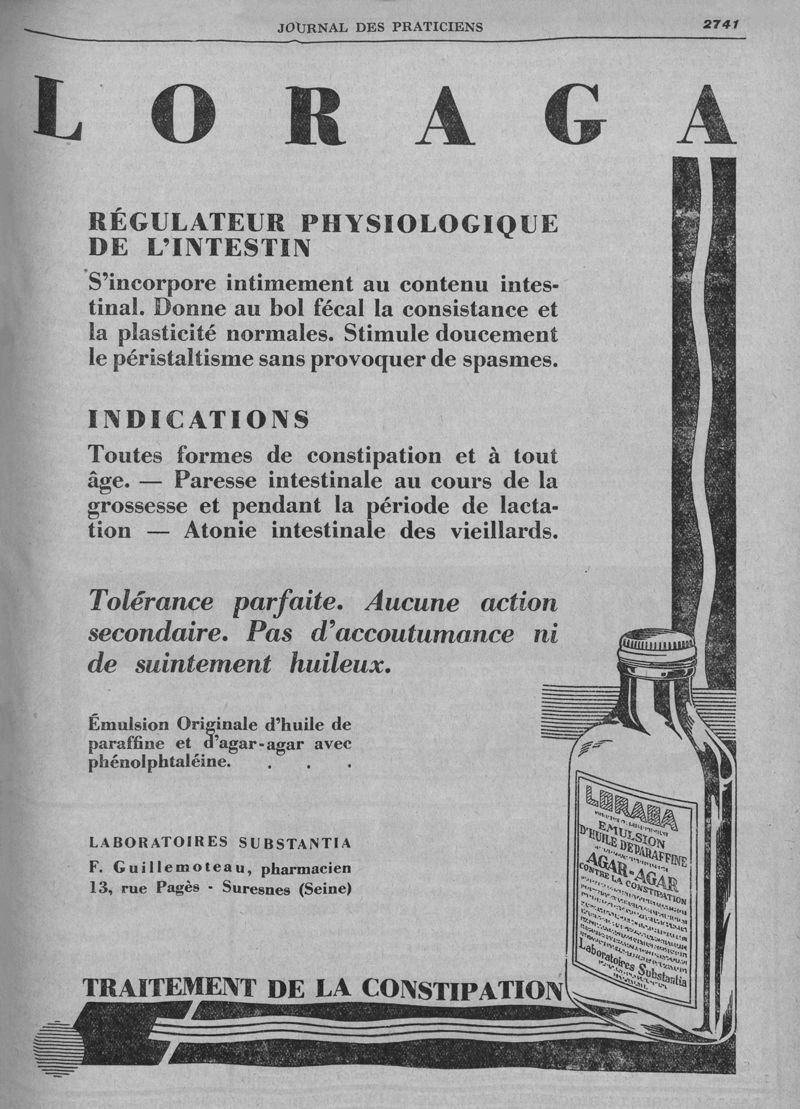 JOURNAL DES PRATICIENS 2741
LORAGA
RÉGULATEUR PHYSIOLOGIQUE
DE L'INTESTIN
S'incorpore intimement au contenu intes-
tinal. Donne au bol fécal la consistance et
la plasticité normales. Stimule doucement
le péristaltisme sans provoquer de spasmes.
INDICATIONS
Toutes formes de constipation et à tout
âge. — Paresse intestinale au cours de la
grossesse et pendant la période de lacta-
tion — Atonie intestinale des vieillards.
Tolérance parfaite. Aucune action
secondaire. Pas d'accoutumance ni
de suintement huileux.
Émulsion Originale d'huile de
paraffine et d'agar-agar avec
phénolphtaléine. . . .
LABORATOIRES SUBSTANTIA
F. Guillemoteau, pharmacien
13, rue Pagès - Suresnes (Seine)
LORAGA
EMULSION
D'HUILE DE PARAFFINE
AGAR-AGAR
CONTRE LA CONSTIPATION
Laboratoires Substantia
TRAITEMENT DE LA CONSTIPATION